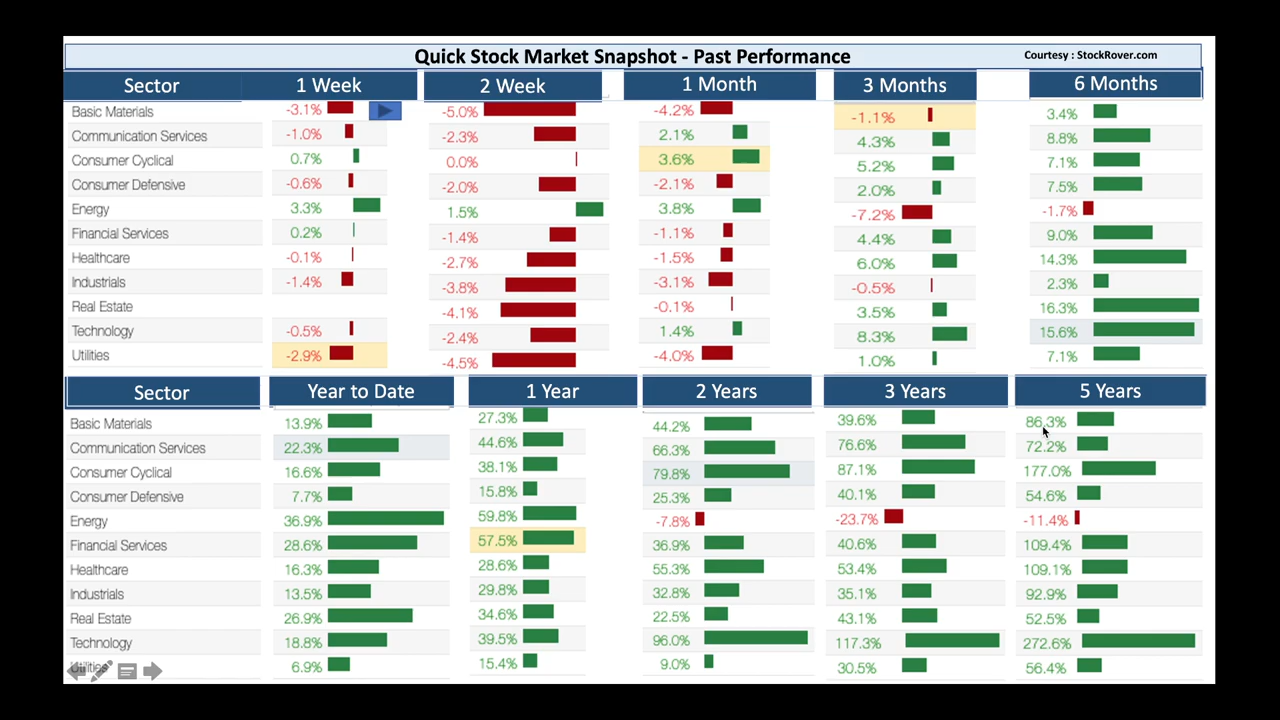 Quick Stock Market Snapshot - Past Performance Courtesy : StockRover.com
Sector 1 Week 2 Week 1 Month 3 Months 6 Months
Basic Materials -3.1% -5.0% -4.2% -1.1% 3.4%
Communication Services -1.0% -2.3% 2.1% 4.3% 8.8%
Consumer Cyclical 0.7% 0.0% 3.6% 5.2% 7.1%
Consumer Defensive -0.6% -2.0% -2.1% 2.0% 7.5%
Energy 3.3% 1.5% 3.8% -7.2% -1.7%
Financial Services 0.2% -1.4% -1.1% 4.4% 9.0%
Healthcare -0.1% -2.7% -1.5% 6.0% 14.3%
Industrials -1.4% -3.8% -3.1% -0.5% 2.3%
Real Estate -4.1% -0.1% 3.5% 16.3%
Technology -0.5% -2.4% 1.4% 8.3% 15.6%
Utilities -2.9% -4.5% -4.0% 1.0% 7.1%
Sector Year to Date 1 Year 2 Years 3 Years 5 Years
Basic Materials 13.9% 27.3% 44.2% 39.6% 86.3%
Communication Services 22.3% 44.6% 66.3% 76.6% 72.2%
Consumer Cyclical 16.6% 38.1% 79.8% 87.1% 177.0%
Consumer Defensive 7.7% 15.8% 25.3% 40.1% 54.6%
Energy 36.9% 59.8% -7.8% -23.7% -11.4%
Financial Services 28.6% 57.5% 36.9% 40.6% 109.4%
Healthcare 16.3% 28.6% 55.3% 53.4% 109.1%
Industrials 13.5% 29.8% 32.8% 35.1% 92.9%
Real Estate 26.9% 34.6% 22.5% 43.1% 52.5%
Technology 18.8% 39.5% 96.0% 117.3% 272.6%
Utilities 6.9% 15.4% 9.0% 30.5% 56.4%